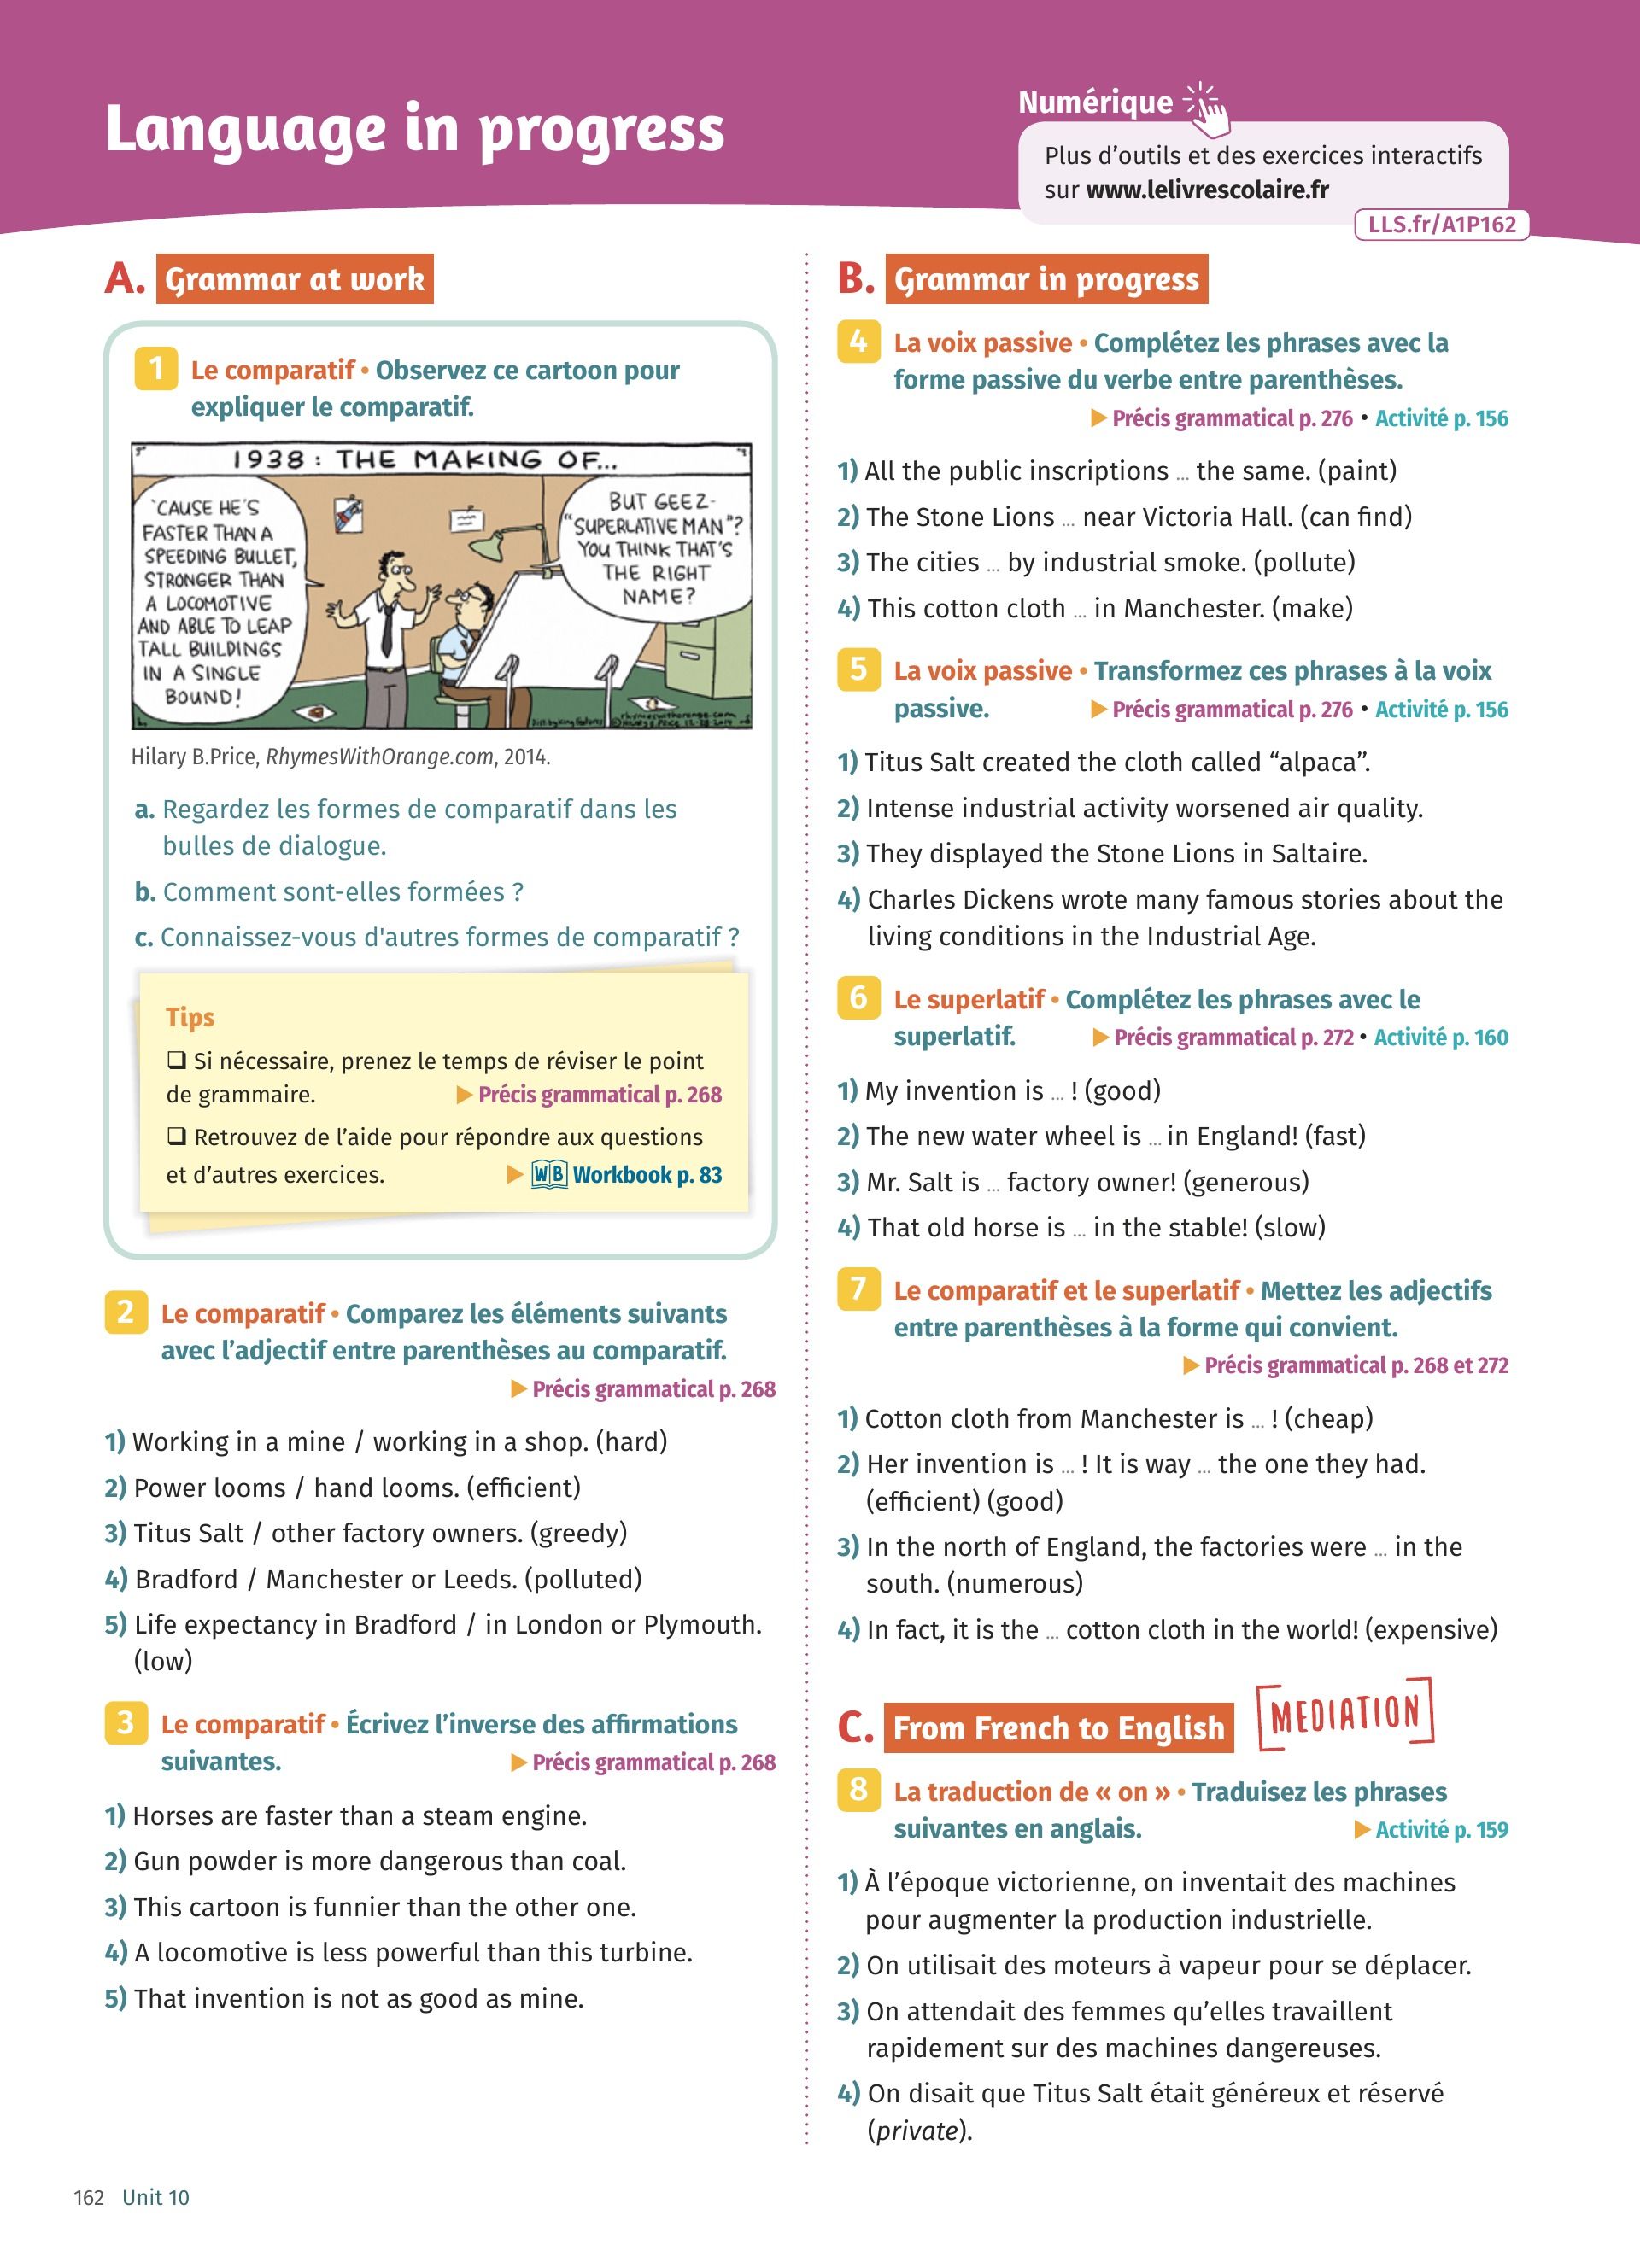 Language in progress
Numérique
Plus d’outils et des exercices interactifs
sur www.lelivrescolaire.fr
LLS.fr/A1P162
A. Grammar at work
1 Le comparatif • Observez ce cartoon pour
expliquer le comparatif.
1938 : THE MAKING OF...
‘CAUSE HE’S
FASTER THAN A
SPEEDING BULLET,
STRONGER THAN
A LOCOMOTIVE
AND ABLE TO LEAP
TALL BUILDINGS
IN A SINGLE
BOUND!
BUT GEEZ-
“SUPERLATIVE MAN”?
YOU THINK THAT’S
THE RIGHT
NAME?
Hilary B.Price, RhymesWithOrange.com, 2014.
a. Regardez les formes de comparatif dans les
bulles de dialogue.
b. Comment sont-elles formées ?
c. Connaissez-vous d'autres formes de comparatif ?
Tips
❑ Si nécessaire, prenez le temps de réviser le point
de grammaire. ▶ Précis grammatical p. 268
❑ Retrouvez de l’aide pour répondre aux questions
et d’autres exercices. ▶ WB Workbook p. 83
2 Le comparatif • Comparez les éléments suivants
avec l’adjectif entre parenthèses au comparatif.
▶ Précis grammatical p. 268
1) Working in a mine / working in a shop. (hard)
2) Power looms / hand looms. (efficient)
3) Titus Salt / other factory owners. (greedy)
4) Bradford / Manchester or Leeds. (polluted)
5) Life expectancy in Bradford / in London or Plymouth.
(low)
3 Le comparatif • Écrivez l’inverse des affirmations
suivantes. ▶ Précis grammatical p. 268
1) Horses are faster than a steam engine.
2) Gun powder is more dangerous than coal.
3) This cartoon is funnier than the other one.
4) A locomotive is less powerful than this turbine.
5) That invention is not as good as mine.
B. Grammar in progress
4 La voix passive • Complétez les phrases avec la
forme passive du verbe entre parenthèses.
▶ Précis grammatical p. 276 • Activité p. 156
1) All the public inscriptions ... the same. (paint)
2) The Stone Lions ... near Victoria Hall. (can find)
3) The cities ... by industrial smoke. (pollute)
4) This cotton cloth ... in Manchester. (make)
5 La voix passive • Transformez ces phrases à la voix
passive. ▶ Précis grammatical p. 276 • Activité p. 156
1) Titus Salt created the cloth called “alpaca”.
2) Intense industrial activity worsened air quality.
3) They displayed the Stone Lions in Saltaire.
4) Charles Dickens wrote many famous stories about the
living conditions in the Industrial Age.
6 Le superlatif • Complétez les phrases avec le
superlatif. ▶ Précis grammatical p. 272 • Activité p. 160
1) My invention is ... ! (good)
2) The new water wheel is ... in England! (fast)
3) Mr. Salt is ... factory owner! (generous)
4) That old horse is ... in the stable! (slow)
7 Le comparatif et le superlatif • Mettez les adjectifs
entre parenthèses à la forme qui convient.
▶ Précis grammatical p. 268 et 272
1) Cotton cloth from Manchester is ... ! (cheap)
2) Her invention is ... ! It is way ... the one they had.
(efficient) (good)
3) In the north of England, the factories were ... in the
south. (numerous)
4) In fact, it is the ... cotton cloth in the world! (expensive)
C. From French to English [MEDIATION]
8 La traduction de « on » • Traduisez les phrases
suivantes en anglais. ▶ Activité p. 159
1) À l’époque victorienne, on inventait des machines
pour augmenter la production industrielle.
2) On utilisait des moteurs à vapeur pour se déplacer.
3) On attendait des femmes qu’elles travaillent
rapidement sur des machines dangereuses.
4) On disait que Titus Salt était généreux et réservé
(private).
162 Unit 10